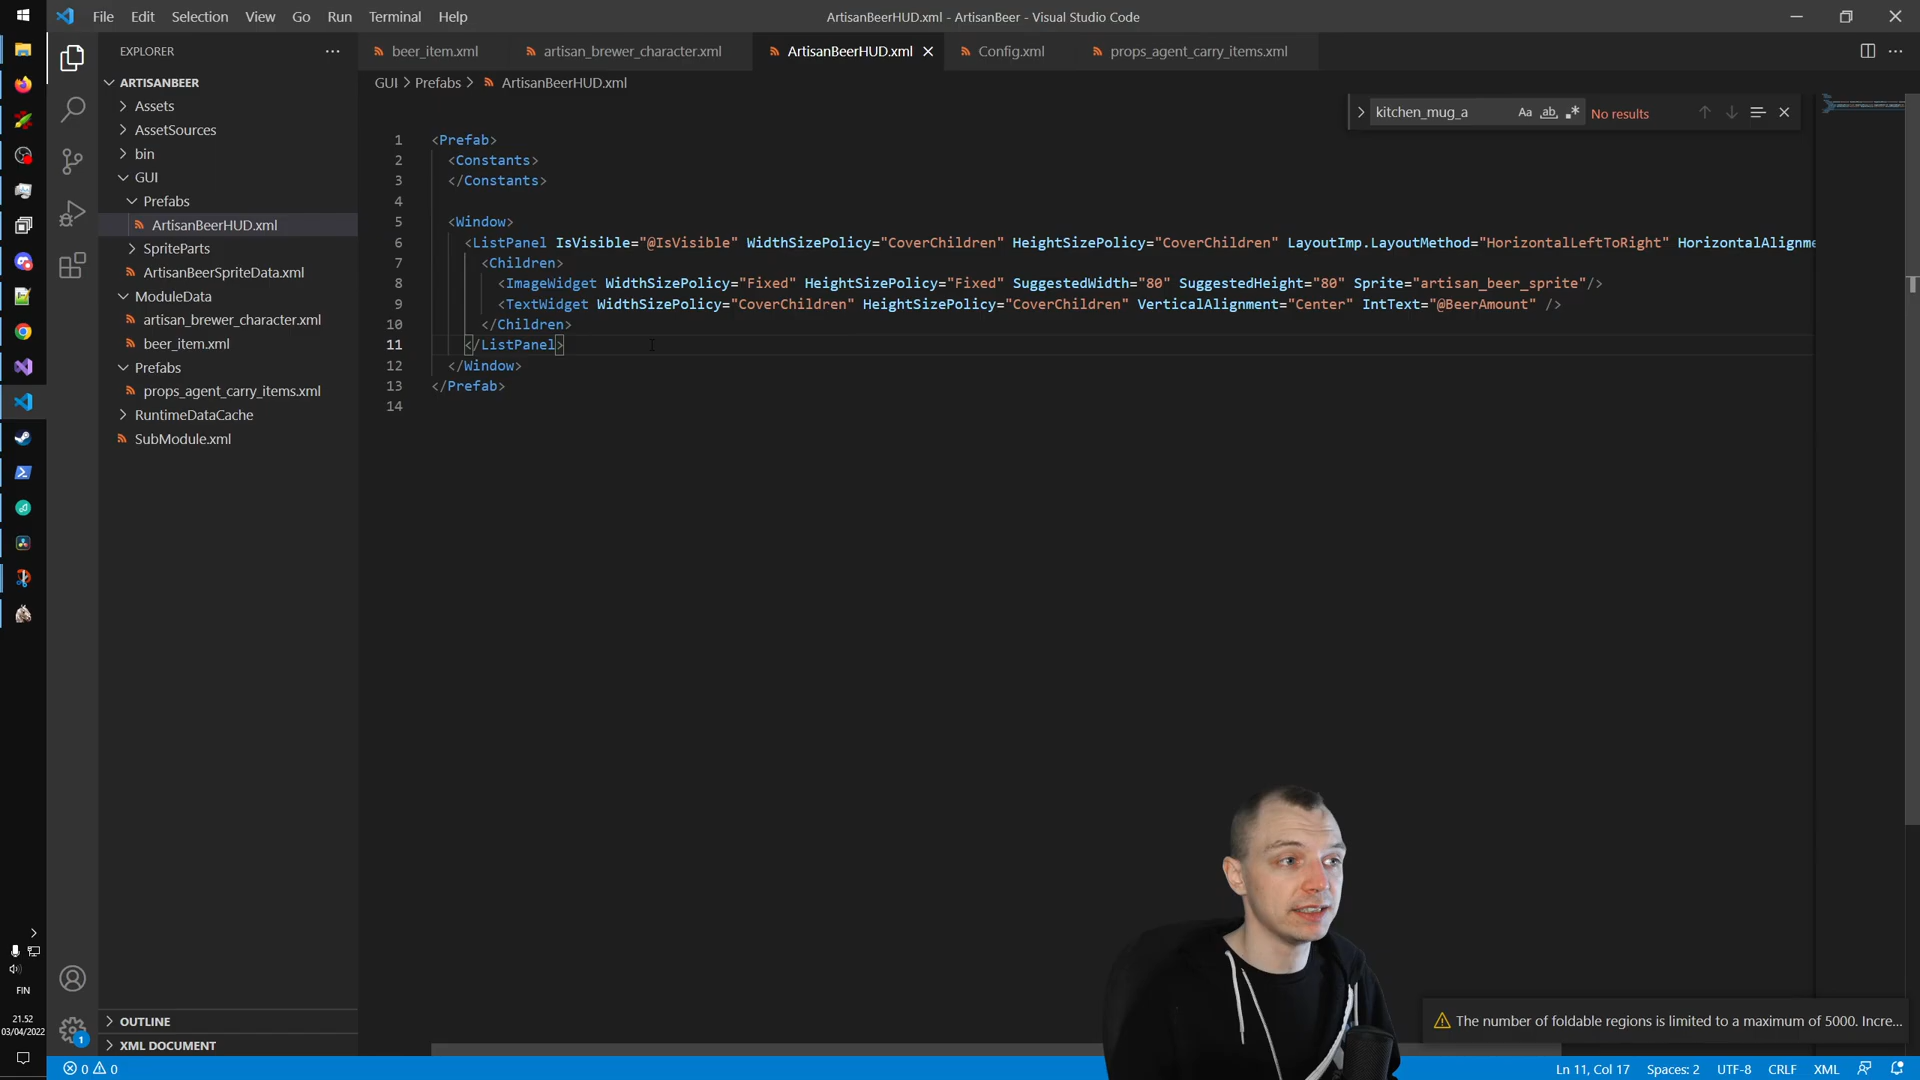 File Edit Selection View Go Run Terminal Help
ArtisanBeerHUD.xml - ArtisanBeer - Visual Studio Code
EXPLORER
beer_item.xml artisan_brewer_character.xml ArtisanBeerHUD.xml Config.xml props_agent_carry_items.xml
GUI > Prefabs > ArtisanBeerHUD.xml
ARTISANBEER
Assets
AssetSources
bin
GUI
Prefabs
ArtisanBeerHUD.xml
SpriteParts
ArtisanBeerSpriteData.xml
ModuleData
artisan_brewer_character.xml
beer_item.xml
Prefabs
props_agent_carry_items.xml
RuntimeDataCache
SubModule.xml
OUTLINE
XML DOCUMENT
kitchen_mug_a Aa ab No results
1 <Prefab>
2 <Constants>
3 </Constants>
4
5 <Window>
6 <ListPanel IsVisible="@IsVisible" WidthSizePolicy="CoverChildren" HeightSizePolicy="CoverChildren" LayoutImp.LayoutMethod="HorizontalLeftToRight" HorizontalAlignme
7 <Children>
8 <ImageWidget WidthSizePolicy="Fixed" HeightSizePolicy="Fixed" SuggestedWidth="80" SuggestedHeight="80" Sprite="artisan_beer_sprite"/>
9 <TextWidget WidthSizePolicy="CoverChildren" HeightSizePolicy="CoverChildren" VerticalAlignment="Center" IntText="@BeerAmount" />
10 </Children>
11 </ListPanel>
12 </Window>
13 </Prefab>
14
The number of foldable regions is limited to a maximum of 5000. Incre...
FIN
21.52
03/04/2022
1
0 0
Ln 11, Col 17 Spaces: 2 UTF-8 CRLF XML